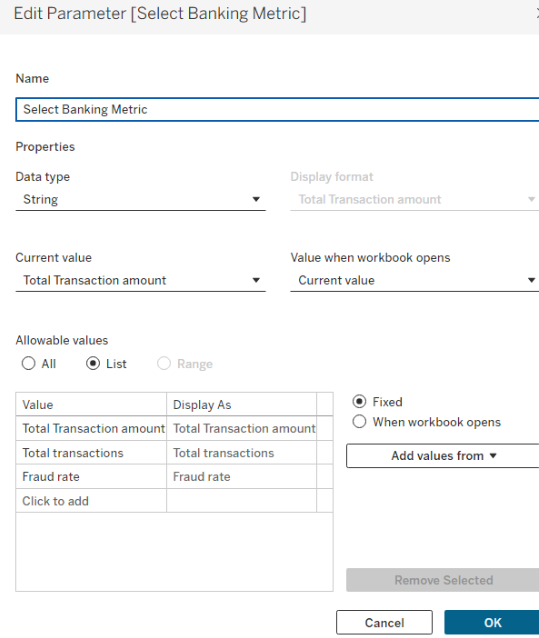 Edit Parameter [Select Banking Metric]
Name
Select Banking Metric
Properties
Data type Display format
String Total Transaction amount
Current value Value when workbook opens
Total Transaction amount Current value
Allowable values
All List Range
Value Display As
Total Transaction amount Total Transaction amount
Total transactions Total transactions
Fraud rate Fraud rate
Click to add
Fixed
When workbook opens
Add values from
Remove Selected
Cancel OK